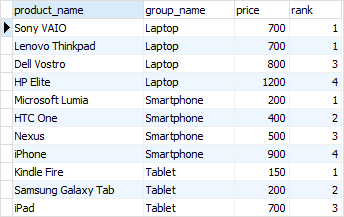 product_name group_name price rank
Sony VAIO Laptop 700 1
Lenovo Thinkpad Laptop 700 1
Dell Vostro Laptop 800 3
HP Elite Laptop 1200 4
Microsoft Lumia Smartphone 200 1
HTC One Smartphone 400 2
Nexus Smartphone 500 3
iPhone Smartphone 900 4
Kindle Fire Tablet 150 1
Samsung Galaxy Tab Tablet 200 2
iPad Tablet 700 3